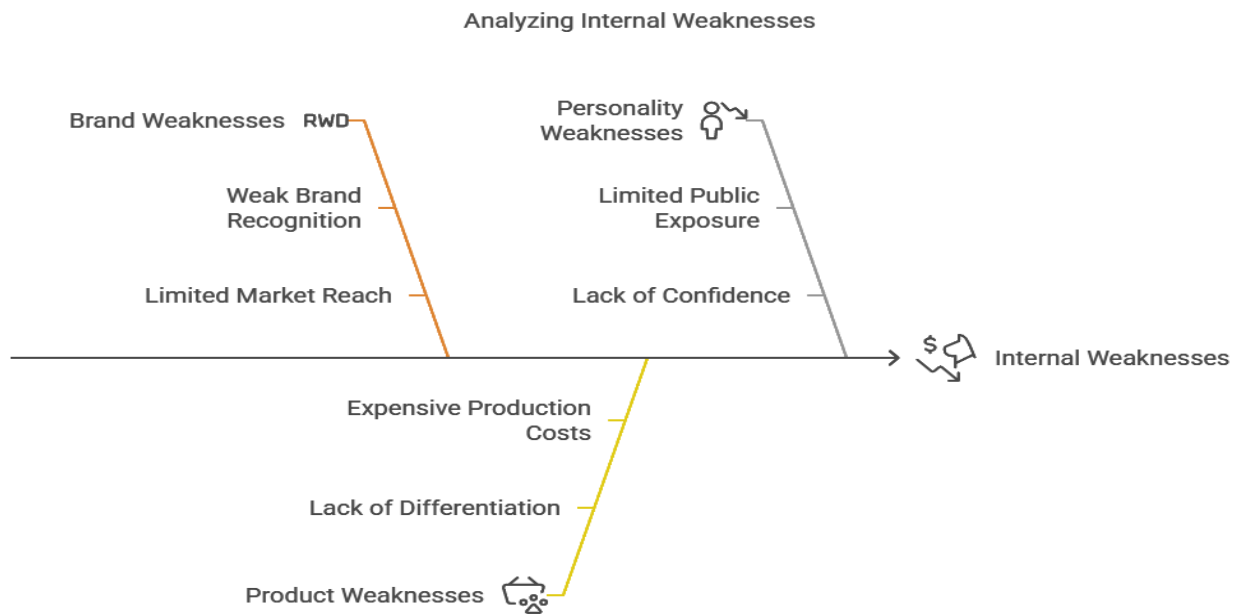 Analyzing Internal Weaknesses
Brand Weaknesses
RWD
Personality
Weaknesses
Weak Brand
Recognition
Limited Public
Exposure
Limited Market Reach
Lack of Confidence
$
Internal Weaknesses
Expensive Production
Costs
Lack of Differentiation
Product Weaknesses